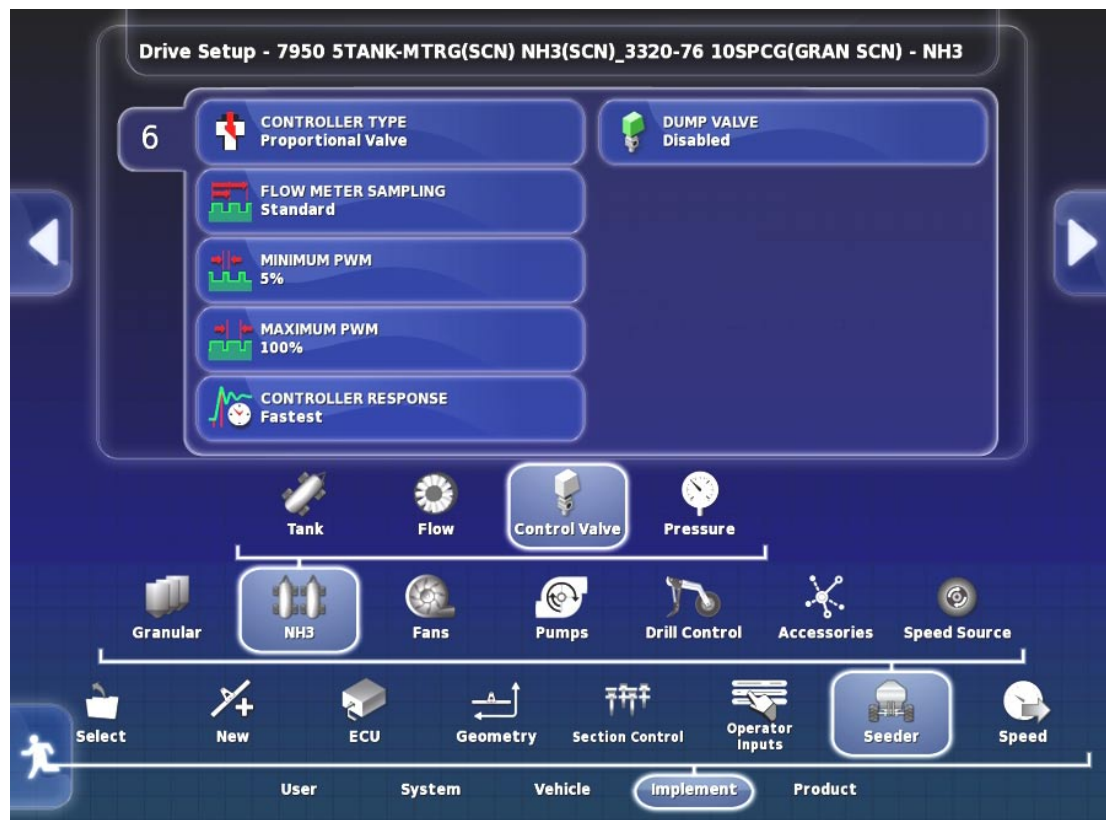 Drive Setup - 7950 5TANK-MTRG(SCN) NH3(SCN)_3320-76 10SPCG(GRAN SCN) - NH3
6
CONTROLLER TYPE
Proportional Valve
FLOW METER SAMPLING
Standard
MINIMUM PWM
5%
MAXIMUM PWM
100%
CONTROLLER RESPONSE
Fastest
DUMP VALVE
Disabled
Tank Flow Control Valve Pressure
Granular NH3 Fans Pumps Drill Control Accessories Speed Source
Select New ECU Geometry Section Control Operator Inputs Seeder Speed
User System Vehicle Implement Product